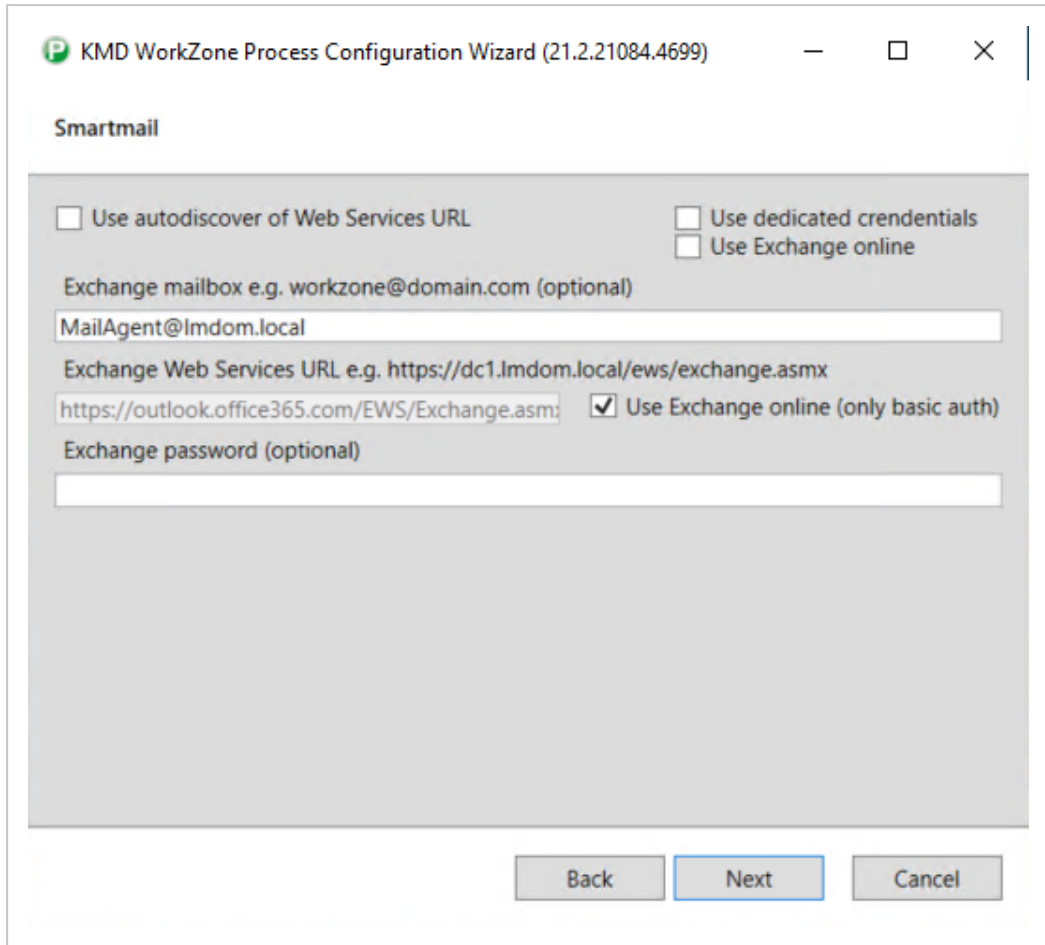 KMD WorkZone Process Configuration Wizard (21.2.21084.4699)
Smartmail
Use autodiscover of Web Services URL
Use dedicated crendentials
Use Exchange online
Exchange mailbox e.g. workzone@domain.com (optional)
MailAgent@lmdom.local
Exchange Web Services URL e.g. https://dc1.lmdom.local/ews/exchange.asmx
https://outlook.office365.com/EWS/Exchange.asm
Use Exchange online (only basic auth)
Exchange password (optional)
Back
Next
Cancel